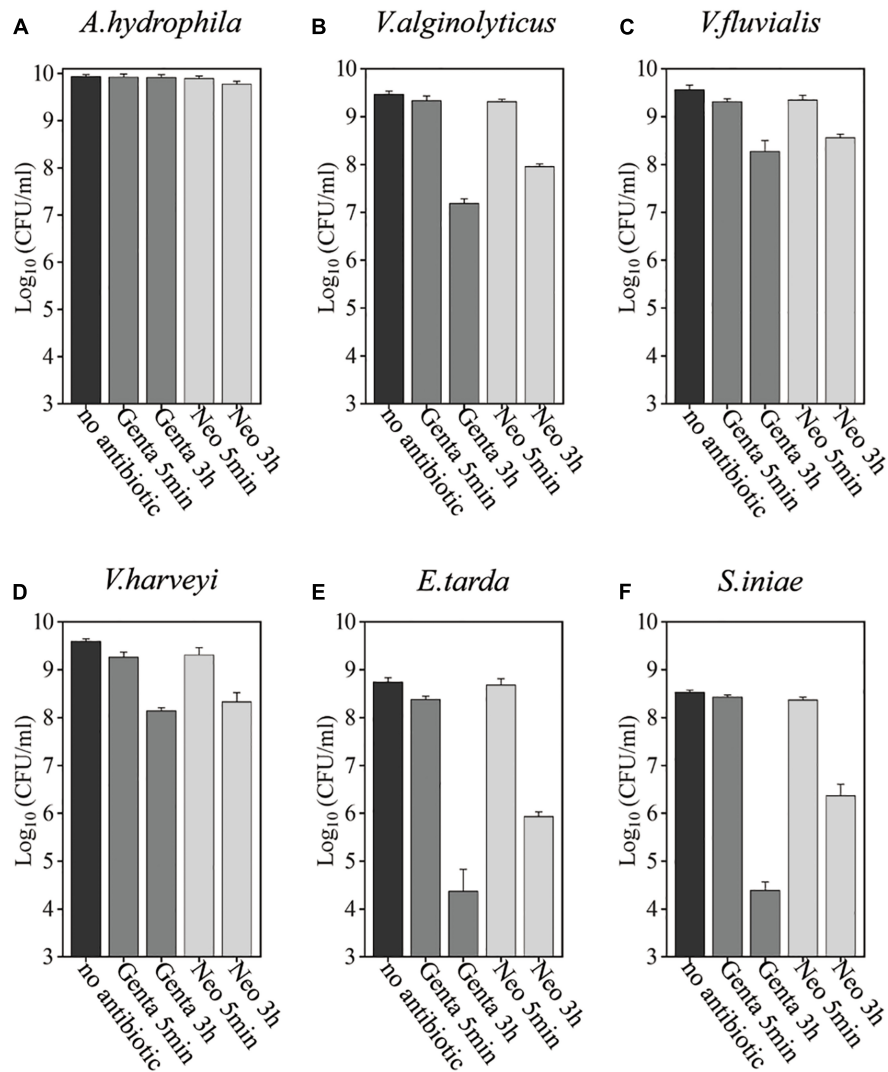 A
A.hydrophila
10
9
8
7
6
5
4
3
Log10 (CFU/ml)
no antibiotic
Genta 5min
Genta 3h
Neo 5min
Neo 3h
B
V.alginolyticus
10
9
8
7
6
5
4
3
Log10 (CFU/ml)
no antibiotic
Genta 5min
Genta 3h
Neo 5min
Neo 3h
C
V.fluvialis
10
9
8
7
6
5
4
3
Log10 (CFU/ml)
no antibiotic
Genta 5min
Genta 3h
Neo 5min
Neo 3h
D
V.harveyi
10
9
8
7
6
5
4
3
Log10 (CFU/ml)
no antibiotic
Genta 5min
Genta 3h
Neo 5min
Neo 3h
E
E.tarda
10
9
8
7
6
5
4
3
Log10 (CFU/ml)
no antibiotic
Genta 5min
Genta 3h
Neo 5min
Neo 3h
F
S.iniae
10
9
8
7
6
5
4
3
Log10 (CFU/ml)
no antibiotic
Genta 5min
Genta 3h
Neo 5min
Neo 3h